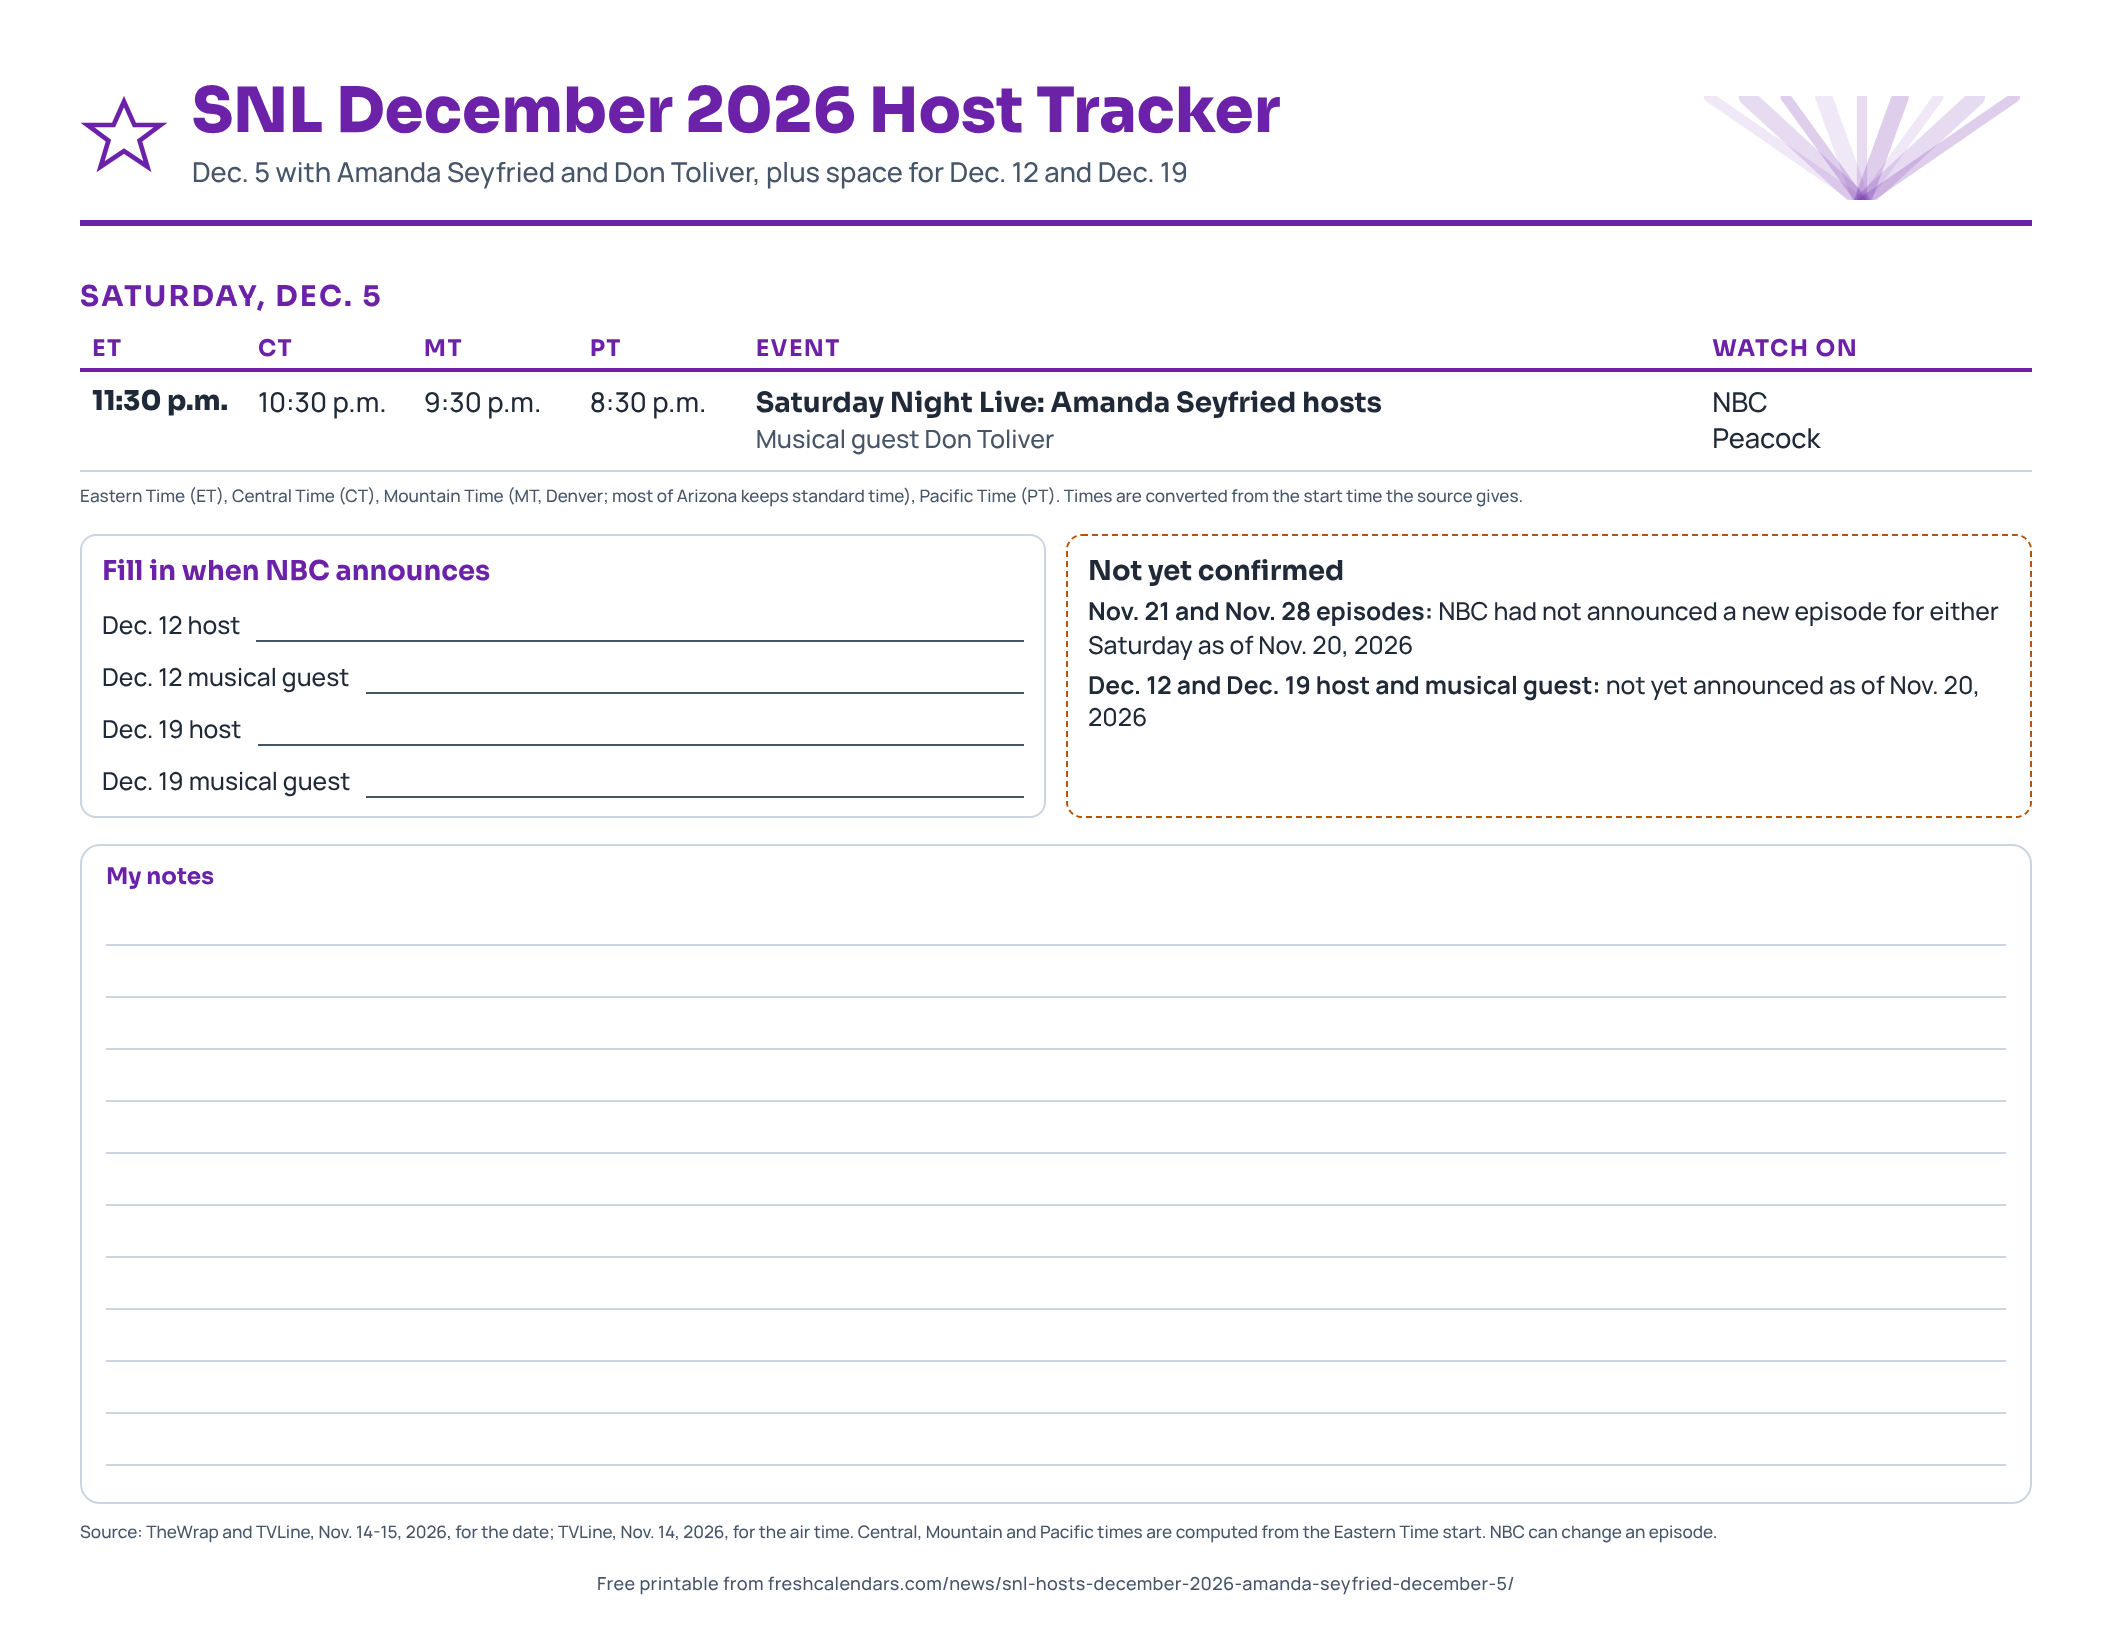 SNL December 2026 Host Tracker
Dec. 5 with Amanda Seyfried and Don Toliver, plus space for Dec. 12 and Dec. 19
SATURDAY, DEC. 5
ET CT MT PT EVENT WATCH ON
11:30 p.m. 10:30 p.m. 9:30 p.m. 8:30 p.m. Saturday Night Live: Amanda Seyfried hosts NBC
Musical guest Don Toliver Peacock
Eastern Time (ET), Central Time (CT), Mountain Time (MT, Denver; most of Arizona keeps standard time), Pacific Time (PT). Times are converted from the start time the source gives.
Fill in when NBC announces
Dec. 12 host
Dec. 12 musical guest
Dec. 19 host
Dec. 19 musical guest
Not yet confirmed
Nov. 21 and Nov. 28 episodes: NBC had not announced a new episode for either
Saturday as of Nov. 20, 2026
Dec. 12 and Dec. 19 host and musical guest: not yet announced as of Nov. 20,
2026
My notes
Source: TheWrap and TVLine, Nov. 14-15, 2026, for the date; TVLine, Nov. 14, 2026, for the air time. Central, Mountain and Pacific times are computed from the Eastern Time start. NBC can change an episode.
Free printable from freshcalendars.com/news/snl-hosts-december-2026-amanda-seyfried-december-5/